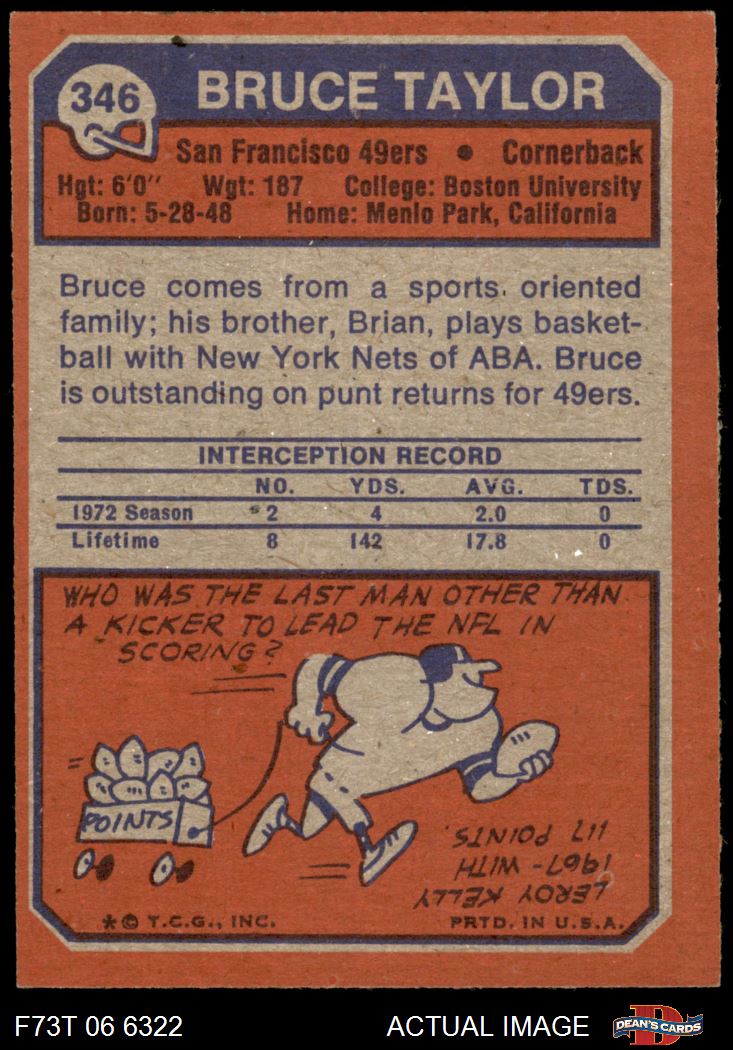 346
BRUCE TAYLOR
San Francisco 49ers • Cornerback
Hgt: 6'0" Wgt: 187 College: Boston University
Born: 5-28-48 Home: Menlo Park, California
Bruce comes from a sports oriented
family; his brother, Brian, plays basket-
ball with New York Nets of ABA. Bruce
is outstanding on punt returns for 49ers.
INTERCEPTION RECORD
NO. YDS. AVG. TDS.
1972 Season 2 4 2.0 0
Lifetime 8 142 17.8 0
WHO WAS THE LAST MAN OTHER THAN
A KICKER TO LEAD THE NFL IN
SCORING?
POINTS
LEROY KELLY
1967 - WITH
117 POINTS.
*© T.C.G., INC. PRTD. IN U.S.A.
F73T 06 6322 ACTUAL IMAGE
D
DEAN'S CARDS